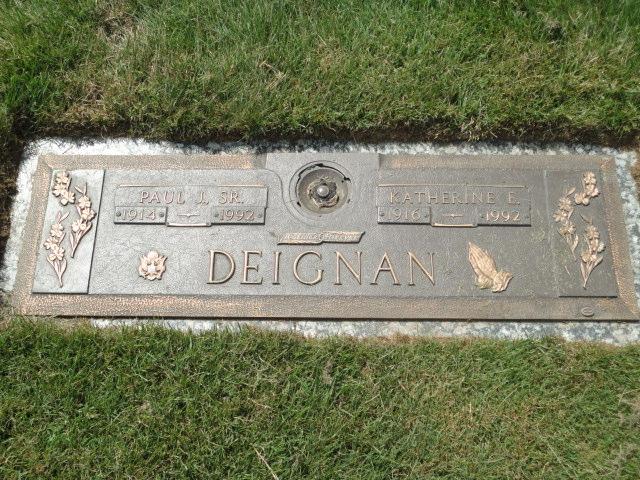 PAUL J. SR.
1914 1992
KATHERINE E.
1916 1992
DEIGNAN